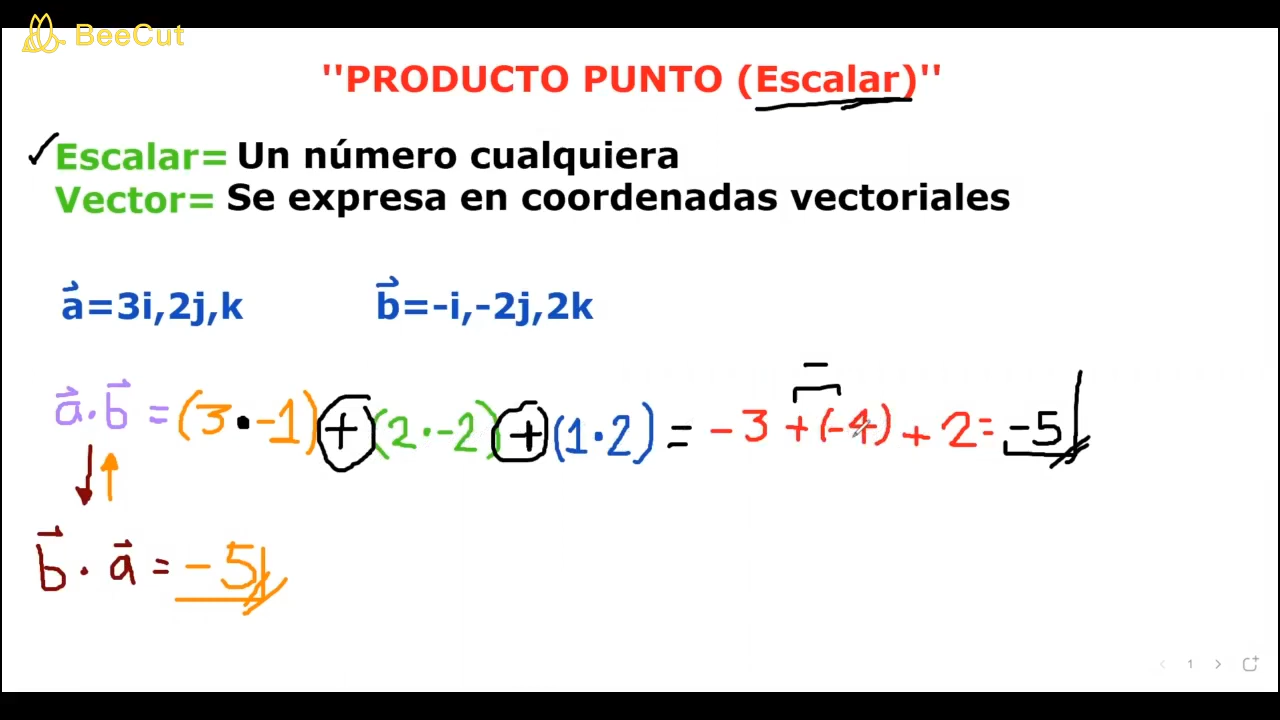 BeeCut
''PRODUCTO PUNTO (Escalar)''
Escalar= Un número cualquiera
Vector= Se expresa en coordenadas vectoriales
a⃗=3i,2j,k b⃗=-i,-2j,2k
a⃗·b⃗ = (3·-1)+(2·-2)+(1·2) = -3+(-4)+2=-5
b⃗·a⃗=-5
1